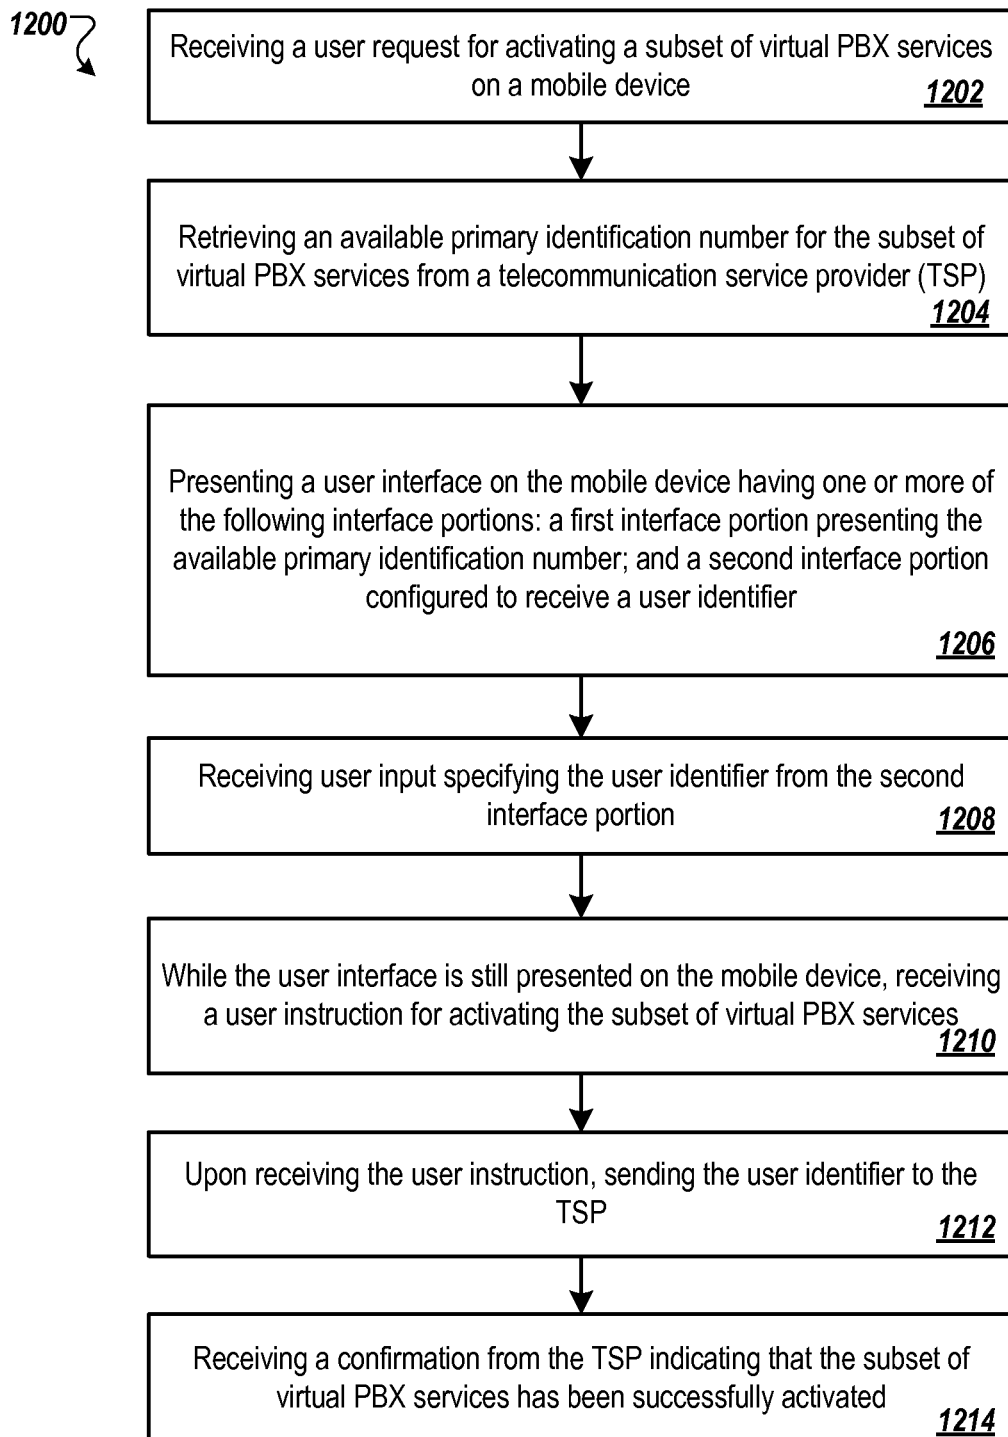 1200
Receiving a user request for activating a subset of virtual PBX services
on a mobile device
1202
Retrieving an available primary identification number for the subset of
virtual PBX services from a telecommunication service provider (TSP)
1204
Presenting a user interface on the mobile device having one or more of
the following interface portions: a first interface portion presenting the
available primary identification number; and a second interface portion
configured to receive a user identifier
1206
Receiving user input specifying the user identifier from the second
interface portion
1208
While the user interface is still presented on the mobile device, receiving
a user instruction for activating the subset of virtual PBX services
1210
Upon receiving the user instruction, sending the user identifier to the
TSP
1212
Receiving a confirmation from the TSP indicating that the subset of
virtual PBX services has been successfully activated
1214